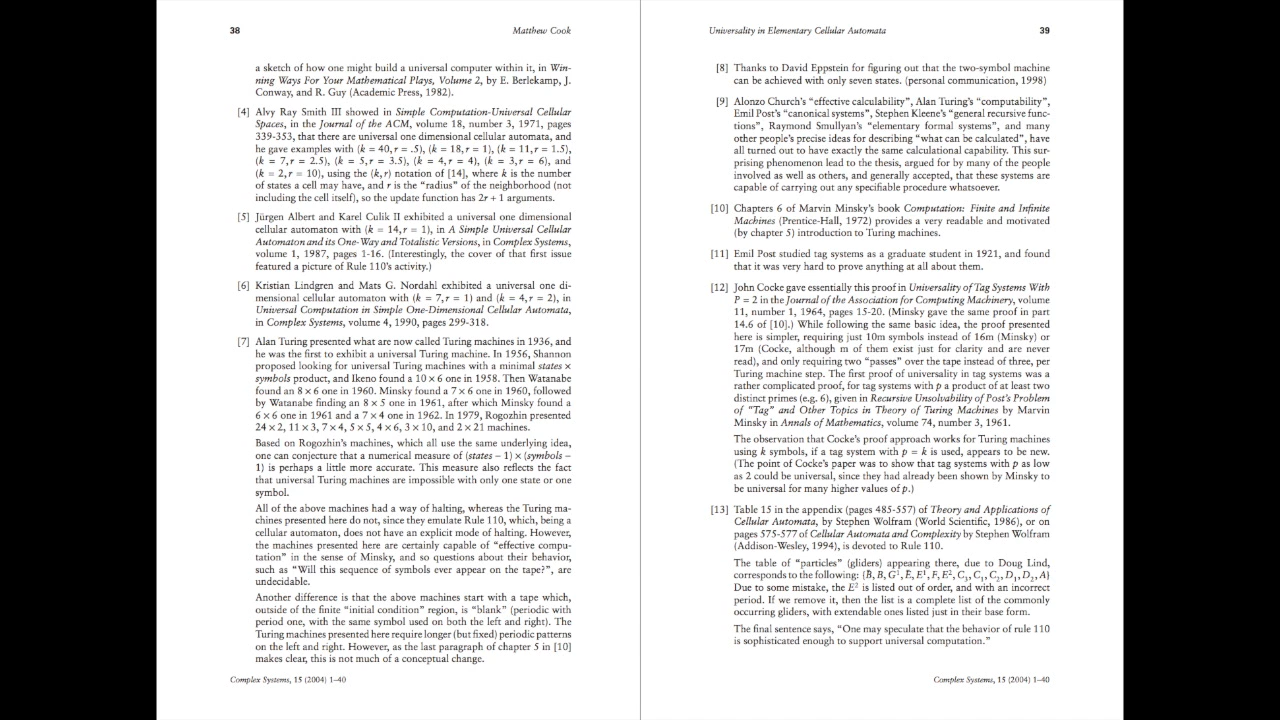 38
Matthew Cook
a sketch of how one might build a universal computer within it, in Win-
ning Ways For Your Mathematical Plays, Volume 2, by E. Berlekamp, J.
Conway, and R. Guy (Academic Press, 1982).
[4] Alvy Ray Smith III showed in Simple Computation-Universal Cellular
Spaces, in the Journal of the ACM, volume 18, number 3, 1971, pages
339-353, that there are universal one dimensional cellular automata, and
he gave examples with (k = 40, r = .5), (k = 18, r = 1), (k = 11, r = 1.5),
(k = 7, r = 2.5), (k = 5, r = 3.5), (k = 4, r = 4), (k = 3, r = 6), and
(k = 2, r = 10), using the (k, r) notation of [14], where k is the number
of states a cell may have, and r is the “radius” of the neighborhood (not
including the cell itself), so the update function has 2r + 1 arguments.
[5] Jürgen Albert and Karel Culik II exhibited a universal one dimensional
cellular automaton with (k = 14, r = 1), in A Simple Universal Cellular
Automaton and its One-Way and Totalistic Versions, in Complex Systems,
volume 1, 1987, pages 1-16. (Interestingly, the cover of that first issue
featured a picture of Rule 110's activity.)
[6] Kristian Lindgren and Mats G. Nordahl exhibited a universal one di-
mensional cellular automaton with (k = 7, r = 1) and (k = 4, r = 2), in
Universal Computation in Simple One-Dimensional Cellular Automata,
in Complex Systems, volume 4, 1990, pages 299-318.
[7] Alan Turing presented what are now called Turing machines in 1936, and
he was the first to exhibit a universal Turing machine. In 1956, Shannon
proposed looking for universal Turing machines with a minimal states ×
symbols product, and Ikeno found a 10 × 6 one in 1958. Then Watanabe
found an 8 × 6 one in 1960. Minsky found a 7 × 6 one in 1960, followed
by Watanabe finding an 8 × 5 one in 1961, after which Minsky found a
6 × 6 one in 1961 and a 7 × 4 one in 1962. In 1979, Rogozhin presented
24 × 2, 11 × 3, 7 × 4, 5 × 5, 4 × 6, 3 × 10, and 2 × 21 machines.
Based on Rogozhin's machines, which all use the same underlying idea,
one can conjecture that a numerical measure of (states − 1) × (symbols −
1) is perhaps a little more accurate. This measure also reflects the fact
that universal Turing machines are impossible with only one state or one
symbol.
All of the above machines had a way of halting, whereas the Turing ma-
chines presented here do not, since they emulate Rule 110, which, being a
cellular automaton, does not have an explicit mode of halting. However,
the machines presented here are certainly capable of “effective compu-
tation” in the sense of Minsky, and so questions about their behavior,
such as “Will this sequence of symbols ever appear on the tape?”, are
undecidable.
Another difference is that the above machines start with a tape which,
outside of the finite “initial condition” region, is “blank” (periodic with
period one, with the same symbol used on both the left and right). The
Turing machines presented here require longer (but fixed) periodic patterns
on the left and right. However, as the last paragraph of chapter 5 in [10]
makes clear, this is not much of a conceptual change.
Complex Systems, 15 (2004) 1–40
Universality in Elementary Cellular Automata
39
[8] Thanks to David Eppstein for figuring out that the two-symbol machine
can be achieved with only seven states. (personal communication, 1998)
[9] Alonzo Church's “effective calculability”, Alan Turing's “computability”,
Emil Post's “canonical systems”, Stephen Kleene's “general recursive func-
tions”, Raymond Smullyan's “elementary formal systems”, and many
other people's precise ideas for describing “what can be calculated”, have
all turned out to have exactly the same calculational capability. This sur-
prising phenomenon lead to the thesis, argued for by many of the people
involved as well as others, and generally accepted, that these systems are
capable of carrying out any specifiable procedure whatsoever.
[10] Chapters 6 of Marvin Minsky's book Computation: Finite and Infinite
Machines (Prentice-Hall, 1972) provides a very readable and motivated
(by chapter 5) introduction to Turing machines.
[11] Emil Post studied tag systems as a graduate student in 1921, and found
that it was very hard to prove anything at all about them.
[12] John Cocke gave essentially this proof in Universality of Tag Systems With
P = 2 in the Journal of the Association for Computing Machinery, volume
11, number 1, 1964, pages 15-20. (Minsky gave the same proof in part
14.6 of [10].) While following the same basic idea, the proof presented
here is simpler, requiring just 10m symbols instead of 16m (Minsky) or
17m (Cocke, although m of them exist just for clarity and are never
read), and only requiring two “passes” over the tape instead of three, per
Turing machine step. The first proof of universality in tag systems was a
rather complicated proof, for tag systems with p a product of at least two
distinct primes (e.g. 6), given in Recursive Unsolvability of Post's Problem
of “Tag” and Other Topics in Theory of Turing Machines by Marvin
Minsky in Annals of Mathematics, volume 74, number 3, 1961.
The observation that Cocke's proof approach works for Turing machines
using k symbols, if a tag system with p = k is used, appears to be new.
(The point of Cocke's paper was to show that tag systems with p as low
as 2 could be universal, since they had already been shown by Minsky to
be universal for many higher values of p.)
[13] Table 15 in the appendix (pages 485-557) of Theory and Applications of
Cellular Automata, by Stephen Wolfram (World Scientific, 1986), or on
pages 575-577 of Cellular Automata and Complexity by Stephen Wolfram
(Addison-Wesley, 1994), is devoted to Rule 110.
The table of “particles” (gliders) appearing there, due to Doug Lind,
corresponds to the following: {B̄, B, G¹, Ē, E¹, F, E², C₃, C₁, C₂, D₁, D₂, A}
Due to some mistake, the E² is listed out of order, and with an incorrect
period. If we remove it, then the list is a complete list of the commonly
occurring gliders, with extendable ones listed just in their base form.
The final sentence says, “One may speculate that the behavior of rule 110
is sophisticated enough to support universal computation.”
Complex Systems, 15 (2004) 1–40